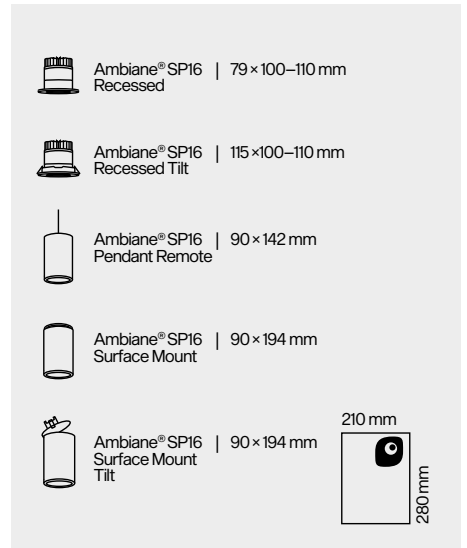 Ambiane® SP16 | 79 × 100–110 mm
Recessed
Ambiane® SP16 | 115 ×100–110 mm
Recessed Tilt
Ambiane® SP16 | 90 × 142 mm
Pendant Remote
Ambiane® SP16 | 90 × 194 mm
Surface Mount
Ambiane® SP16 | 90 × 194 mm
Surface Mount
Tilt
210 mm
280 mm